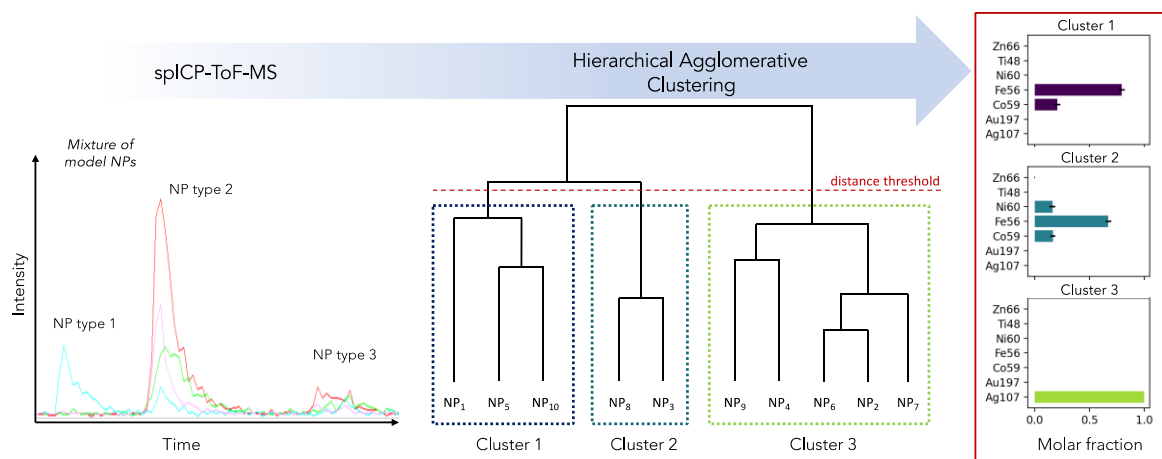 spICP-ToF-MS
Hierarchical Agglomerative
Clustering
Mixture of
model NPs
NP type 2
NP type 1
NP type 3
Intensity
Time
distance threshold
NP1
NP5
NP10
NP8
NP3
NP9
NP4
NP6
NP2
NP7
Cluster 1
Cluster 2
Cluster 3
Cluster 1
Zn66
Ti48
Ni60
Fe56
Co59
Au197
Ag107
Cluster 2
Zn66
Ti48
Ni60
Fe56
Co59
Au197
Ag107
Cluster 3
Zn66
Ti48
Ni60
Fe56
Co59
Au197
Ag107
0.0
0.5
1.0
Molar fraction